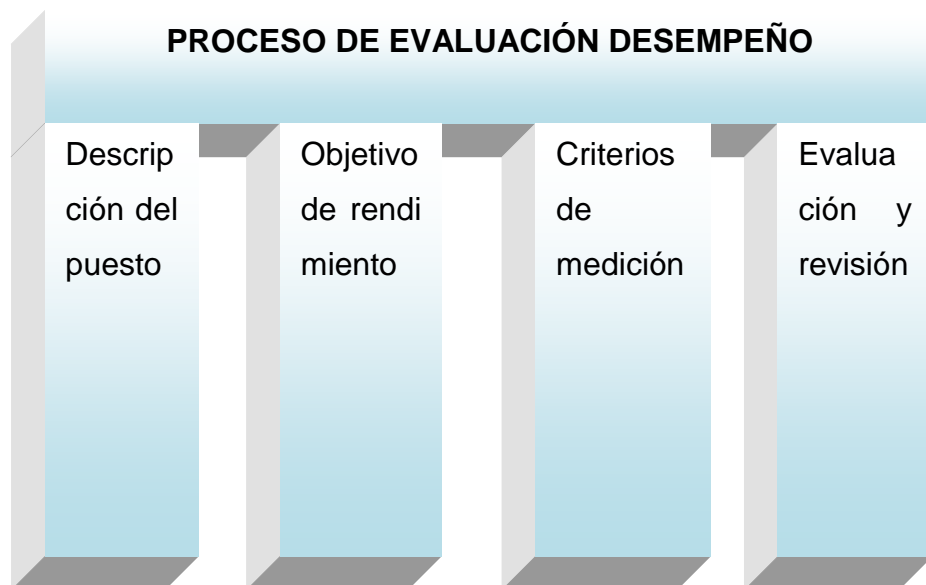 PROCESO DE EVALUACIÓN DESEMPEÑO
Descrip
ción del
puesto
Objetivo
de rendi
miento
Criterios
de
medición
Evalua
ción y
revisión